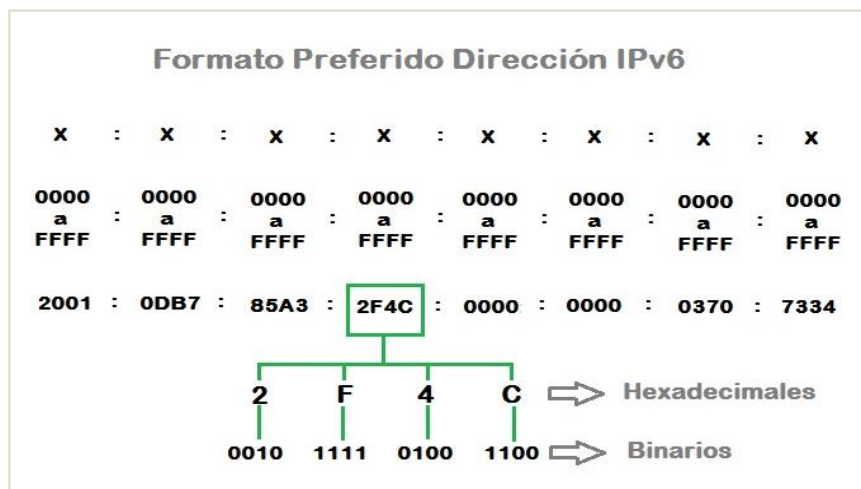 Formato Preferido Dirección IPv6
X : X : X : X : X : X : X : X
0000 0000 0000 0000 0000 0000 0000 0000
a : a : a : a : a : a : a : a
FFFF FFFF FFFF FFFF FFFF FFFF FFFF FFFF
2001 : 0DB7 : 85A3 : 2F4C : 0000 : 0000 : 0370 : 7334
2 F 4 C Hexadecimales
0010 1111 0100 1100 Binarios